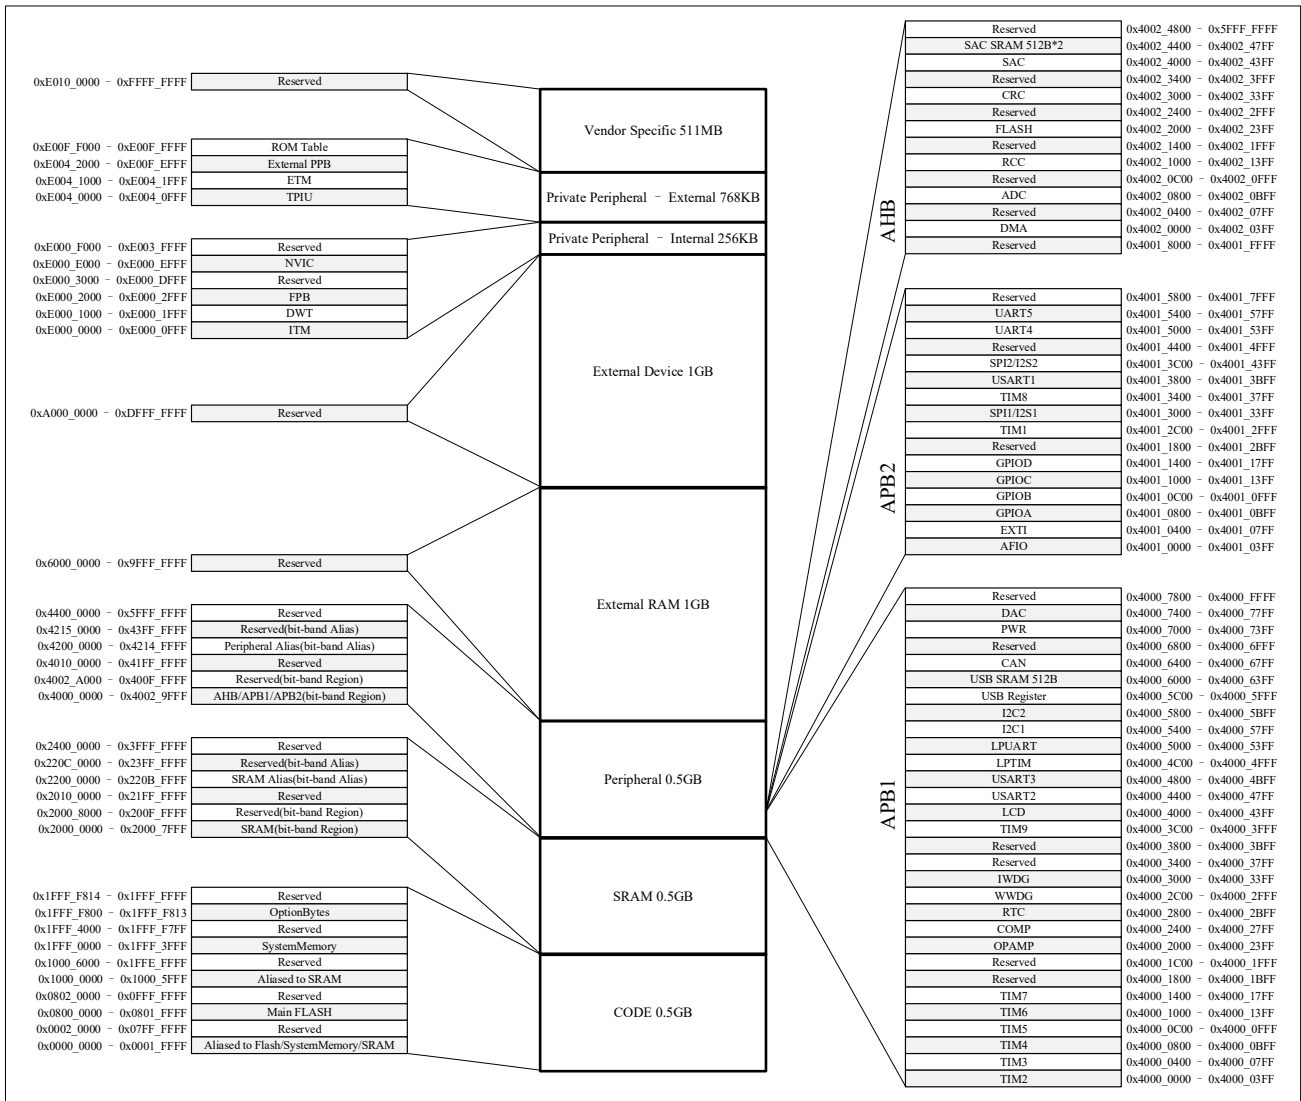 0xE010_0000 - 0xFFFF_FFFF Reserved
0xE00F_F000 - 0xE00F_FFFF ROM Table
0xE004_2000 - 0xE00F_EFFF External PPB
0xE004_1000 - 0xE004_1FFF ETM
0xE004_0000 - 0xE004_0FFF TPIU
0xE000_F000 - 0xE003_FFFF Reserved
0xE000_E000 - 0xE000_EFFF NVIC
0xE000_3000 - 0xE000_DFFF Reserved
0xE000_2000 - 0xE000_2FFF FPB
0xE000_1000 - 0xE000_1FFF DWT
0xE000_0000 - 0xE000_0FFF ITM
0xA000_0000 - 0xDFFF_FFFF Reserved
0x6000_0000 - 0x9FFF_FFFF Reserved
0x4400_0000 - 0x5FFF_FFFF Reserved
0x4215_0000 - 0x43FF_FFFF Reserved(bit-band Alias)
0x4200_0000 - 0x4214_FFFF Peripheral Alias(bit-band Alias)
0x4010_0000 - 0x41FF_FFFF Reserved
0x4002_A000 - 0x400F_FFFF Reserved(bit-band Region)
0x4000_0000 - 0x4002_9FFF AHB/APB1/APB2(bit-band Region)
0x2400_0000 - 0x3FFF_FFFF Reserved
0x220C_0000 - 0x23FF_FFFF Reserved(bit-band Alias)
0x2200_0000 - 0x220B_FFFF SRAM Alias(bit-band Alias)
0x2010_0000 - 0x21FF_FFFF Reserved
0x2000_8000 - 0x200F_FFFF Reserved(bit-band Region)
0x2000_0000 - 0x2000_7FFF SRAM(bit-band Region)
0x1FFF_F814 - 0x1FFF_FFFF Reserved
0x1FFF_F800 - 0x1FFF_F813 OptionBytes
0x1FFF_4000 - 0x1FFF_F7FF Reserved
0x1FFF_0000 - 0x1FFF_3FFF SystemMemory
0x1000_6000 - 0x1FFE_FFFF Reserved
0x1000_0000 - 0x1000_5FFF Aliased to SRAM
0x0802_0000 - 0x0FFF_FFFF Reserved
0x0800_0000 - 0x0801_FFFF Main FLASH
0x0002_0000 - 0x07FF_FFFF Reserved
0x0000_0000 - 0x0001_FFFF Aliased to Flash/SystemMemory/SRAM
Vendor Specific 511MB
Private Peripheral - External 768KB
Private Peripheral - Internal 256KB
External Device 1GB
External RAM 1GB
Peripheral 0.5GB
SRAM 0.5GB
CODE 0.5GB
AHB
Reserved 0x4002_4800 - 0x5FFF_FFFF
SAC SRAM 512B*2 0x4002_4400 - 0x4002_47FF
SAC 0x4002_4000 - 0x4002_43FF
Reserved 0x4002_3400 - 0x4002_3FFF
CRC 0x4002_3000 - 0x4002_33FF
Reserved 0x4002_2400 - 0x4002_2FFF
FLASH 0x4002_2000 - 0x4002_23FF
Reserved 0x4002_1400 - 0x4002_1FFF
RCC 0x4002_1000 - 0x4002_13FF
Reserved 0x4002_0C00 - 0x4002_0FFF
ADC 0x4002_0800 - 0x4002_0BFF
Reserved 0x4002_0400 - 0x4002_07FF
DMA 0x4002_0000 - 0x4002_03FF
Reserved 0x4001_8000 - 0x4001_FFFF
APB2
Reserved 0x4001_5800 - 0x4001_7FFF
UART5 0x4001_5400 - 0x4001_57FF
UART4 0x4001_5000 - 0x4001_53FF
Reserved 0x4001_4400 - 0x4001_4FFF
SPI2/I2S2 0x4001_3C00 - 0x4001_43FF
USART1 0x4001_3800 - 0x4001_3BFF
TIM8 0x4001_3400 - 0x4001_37FF
SPI1/I2S1 0x4001_3000 - 0x4001_33FF
TIM1 0x4001_2C00 - 0x4001_2FFF
Reserved 0x4001_1800 - 0x4001_2BFF
GPIOD 0x4001_1400 - 0x4001_17FF
GPIOC 0x4001_1000 - 0x4001_13FF
GPIOB 0x4001_0C00 - 0x4001_0FFF
GPIOA 0x4001_0800 - 0x4001_0BFF
EXTI 0x4001_0400 - 0x4001_07FF
AFIO 0x4001_0000 - 0x4001_03FF
APB1
Reserved 0x4000_7800 - 0x4000_FFFF
DAC 0x4000_7400 - 0x4000_77FF
PWR 0x4000_7000 - 0x4000_73FF
Reserved 0x4000_6800 - 0x4000_6FFF
CAN 0x4000_6400 - 0x4000_67FF
USB SRAM 512B 0x4000_6000 - 0x4000_63FF
USB Register 0x4000_5C00 - 0x4000_5FFF
I2C2 0x4000_5800 - 0x4000_5BFF
I2C1 0x4000_5400 - 0x4000_57FF
LPUART 0x4000_5000 - 0x4000_53FF
LPTIM 0x4000_4C00 - 0x4000_4FFF
USART3 0x4000_4800 - 0x4000_4BFF
USART2 0x4000_4400 - 0x4000_47FF
LCD 0x4000_4000 - 0x4000_43FF
TIM9 0x4000_3C00 - 0x4000_3FFF
Reserved 0x4000_3800 - 0x4000_3BFF
Reserved 0x4000_3400 - 0x4000_37FF
IWDG 0x4000_3000 - 0x4000_33FF
WWDG 0x4000_2C00 - 0x4000_2FFF
RTC 0x4000_2800 - 0x4000_2BFF
COMP 0x4000_2400 - 0x4000_27FF
OPAMP 0x4000_2000 - 0x4000_23FF
Reserved 0x4000_1C00 - 0x4000_1FFF
Reserved 0x4000_1800 - 0x4000_1BFF
TIM7 0x4000_1400 - 0x4000_17FF
TIM6 0x4000_1000 - 0x4000_13FF
TIM5 0x4000_0C00 - 0x4000_0FFF
TIM4 0x4000_0800 - 0x4000_0BFF
TIM3 0x4000_0400 - 0x4000_07FF
TIM2 0x4000_0000 - 0x4000_03FF